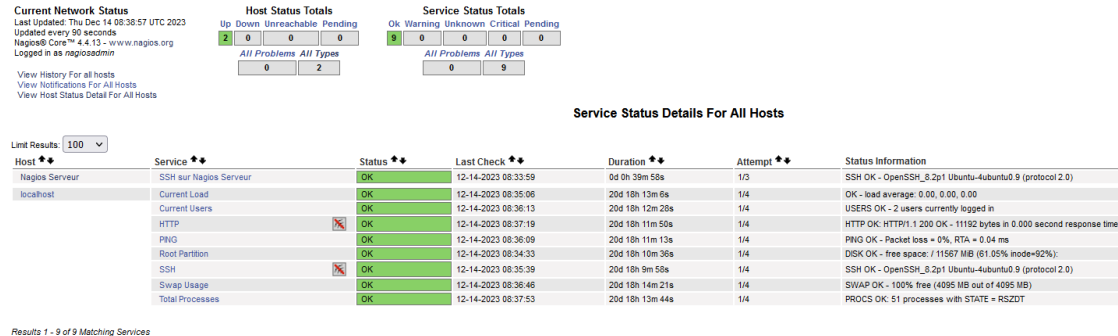 Current Network Status
Last Updated: Thu Dec 14 08:38:57 UTC 2023
Updated every 90 seconds
Nagios® Core™ 4.4.13 - www.nagios.org
Logged in as nagiosadmin
View History For all hosts
View Notifications For All Hosts
View Host Status Detail For All Hosts
Host Status Totals
Up Down Unreachable Pending
2 0 0 0
All Problems All Types
0 2
Service Status Totals
Ok Warning Unknown Critical Pending
9 0 0 0 0
All Problems All Types
0 9
Service Status Details For All Hosts
Limit Results: 100
Host Service Status Last Check Duration Attempt Status Information
Nagios Serveur SSH sur Nagios Serveur OK 12-14-2023 08:33:59 0d 0h 39m 58s 1/3 SSH OK - OpenSSH_8.2p1 Ubuntu-4ubuntu0.9 (protocol 2.0)
localhost Current Load OK 12-14-2023 08:35:06 20d 18h 13m 6s 1/4 OK - load average: 0.00, 0.00, 0.00
Current Users OK 12-14-2023 08:36:13 20d 18h 12m 28s 1/4 USERS OK - 2 users currently logged in
HTTP OK 12-14-2023 08:37:19 20d 18h 11m 50s 1/4 HTTP OK: HTTP/1.1 200 OK - 11192 bytes in 0.000 second response time
PING OK 12-14-2023 08:36:09 20d 18h 11m 13s 1/4 PING OK - Packet loss = 0%, RTA = 0.04 ms
Root Partition OK 12-14-2023 08:34:33 20d 18h 10m 36s 1/4 DISK OK - free space: / 11567 MiB (61.05% inode=92%):
SSH OK 12-14-2023 08:35:39 20d 18h 9m 58s 1/4 SSH OK - OpenSSH_8.2p1 Ubuntu-4ubuntu0.9 (protocol 2.0)
Swap Usage OK 12-14-2023 08:36:46 20d 18h 14m 21s 1/4 SWAP OK - 100% free (4095 MB out of 4095 MB)
Total Processes OK 12-14-2023 08:37:53 20d 18h 13m 44s 1/4 PROCS OK: 51 processes with STATE = RSZDT
Results 1 - 9 of 9 Matching Services